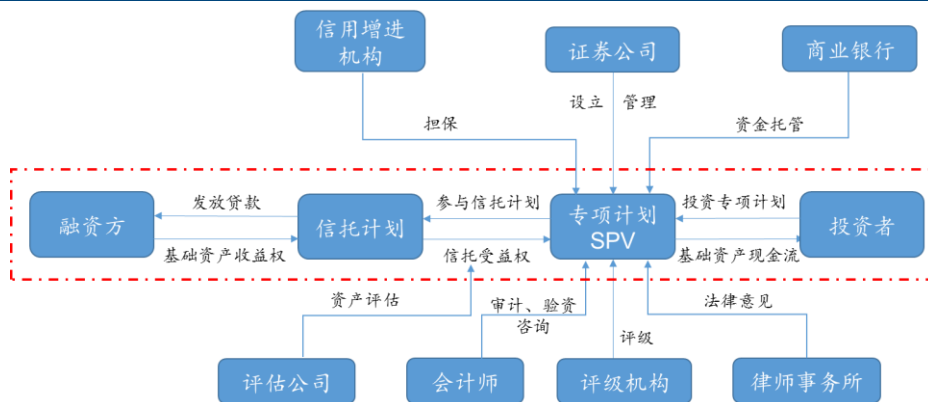 信用增进
机构
证券公司
商业银行
设立 管理
担保
资金托管
融资方
发放贷款
基础资产收益权
信托计划
参与信托计划
信托受益权
专项计划
SPV
投资专项计划
基础资产现金流
投资者
资产评估
审计、验资
咨询
评级
法律意见
评估公司
会计师
评级机构
律师事务所